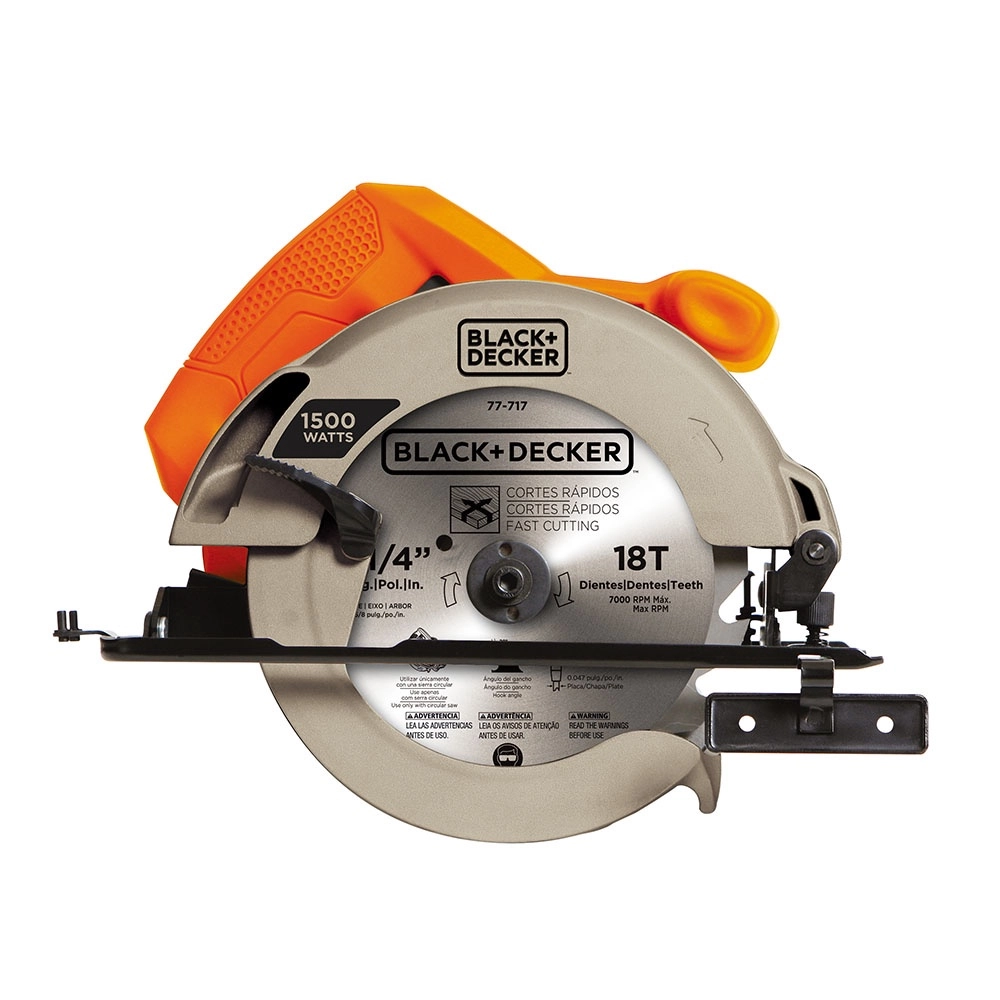 BLACK+
DECKER
77-717
1500
WATTS
BLACK+DECKER
CORTES RÁPIDOS
CORTES RÁPIDOS
FAST CUTTING
1/4”
18T
g.|Pol.|In.
Dientes|Dentes|Teeth
7000 RPM Máx.
Max RPM
E | EIXO | ARBOR
/8 pulg./po./in.
Utilizar únicamente
con una sierra circular
Use apenas
com serra circular
Use only with circular saw
Ángulo del gancho
Ângulo do gancho
Hook angle
0.047 pulg/po/in.
Placa/Chapa/Plate
ADVERTENCIA
LEA LAS ADVERTENCIAS
ANTES DE USO.
ADVERTÊNCIA
LEIA OS AVISOS DE ATENÇÃO
ANTES DE USAR.
WARNING
READ THE WARNINGS
BEFORE USE